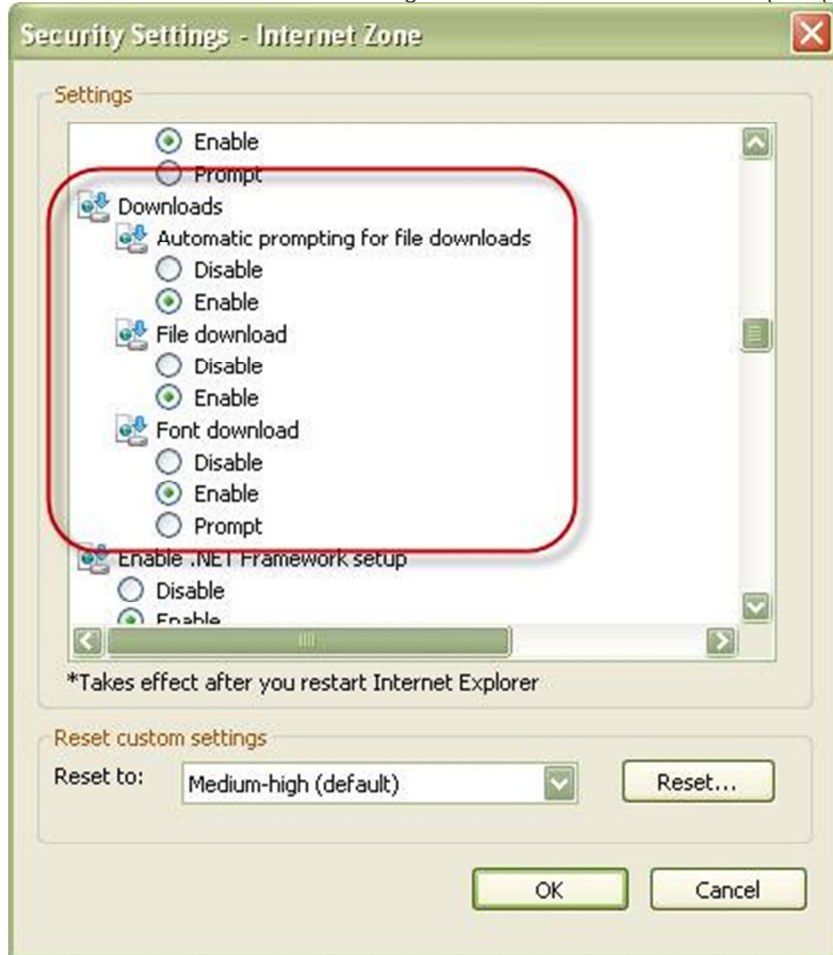 Security Settings - Internet Zone
Settings
Enable
Prompt
Downloads
Automatic prompting for file downloads
Disable
Enable
File download
Disable
Enable
Font download
Disable
Enable
Prompt
Enable .NET Framework setup
Disable
Enable
*Takes effect after you restart Internet Explorer
Reset custom settings
Reset to: Medium-high (default) Reset...
OK Cancel